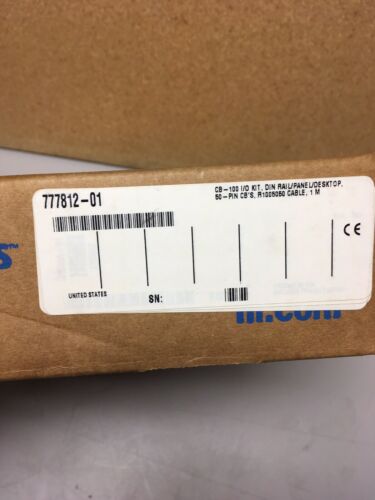 777812-01
CB-100 I/O KIT, DIN RAIL/PANEL/DESKTOP,
50-PIN CB'S, R1005050 CABLE, 1 M
CE
UNITED STATES
SN:
s™
ni.com